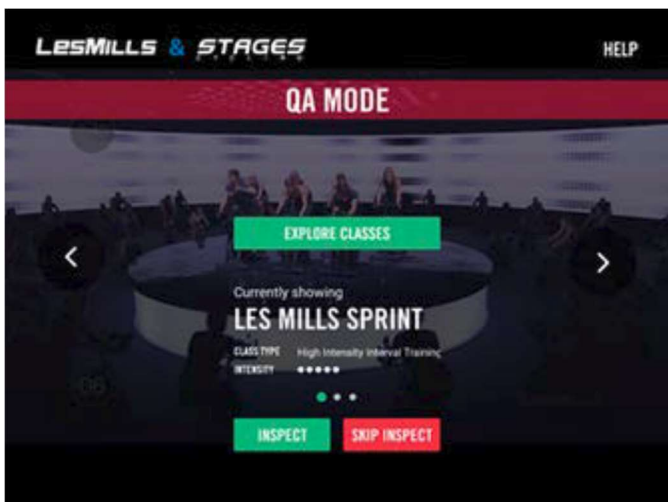 LESMILLS & STAGES
CYCLING
HELP
QA MODE
EXPLORE CLASSES
Currently showing
LES MILLS SPRINT
CLASS TYPE High Intensity Interval Training
INTENSITY
INSPECT SKIP INSPECT